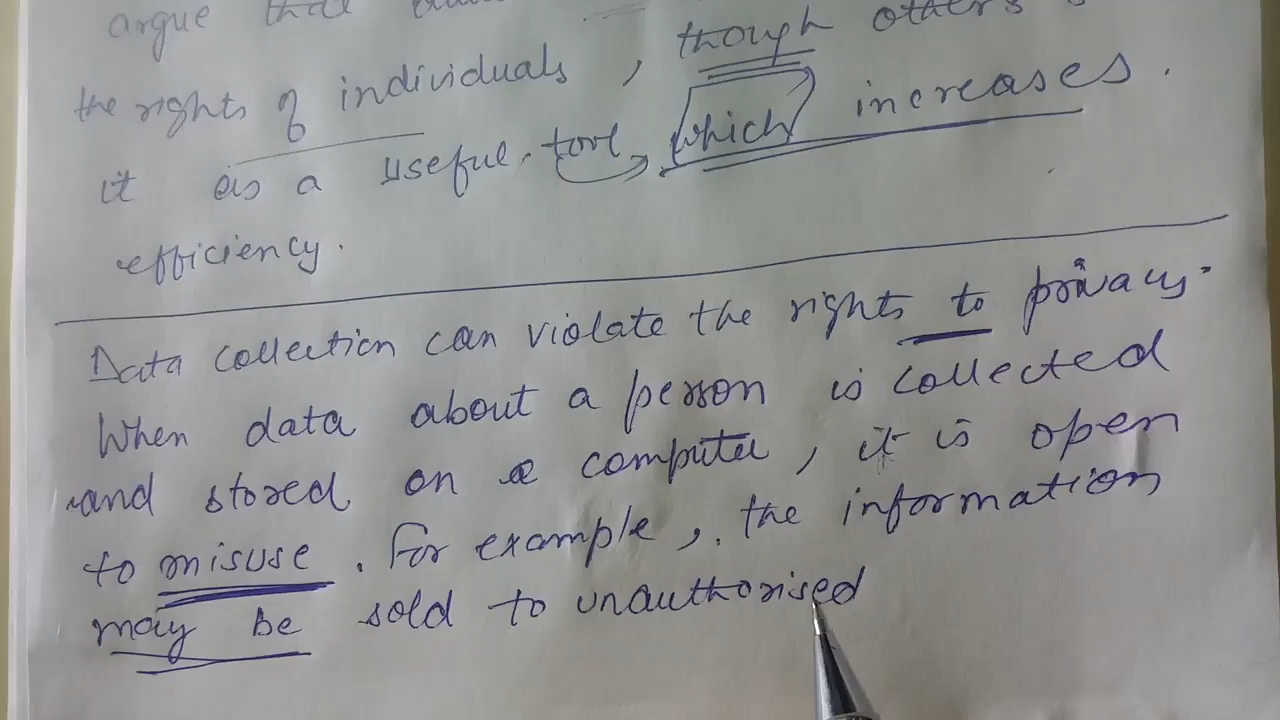 argue that
the rights of individuals, though others
it as a useful tool, which increases.
efficiency.
Data collection can violate the rights to privacy.
When data about a person is collected
and stored on a computer, it is open
to misuse. For example, the information
may be sold to unauthorised